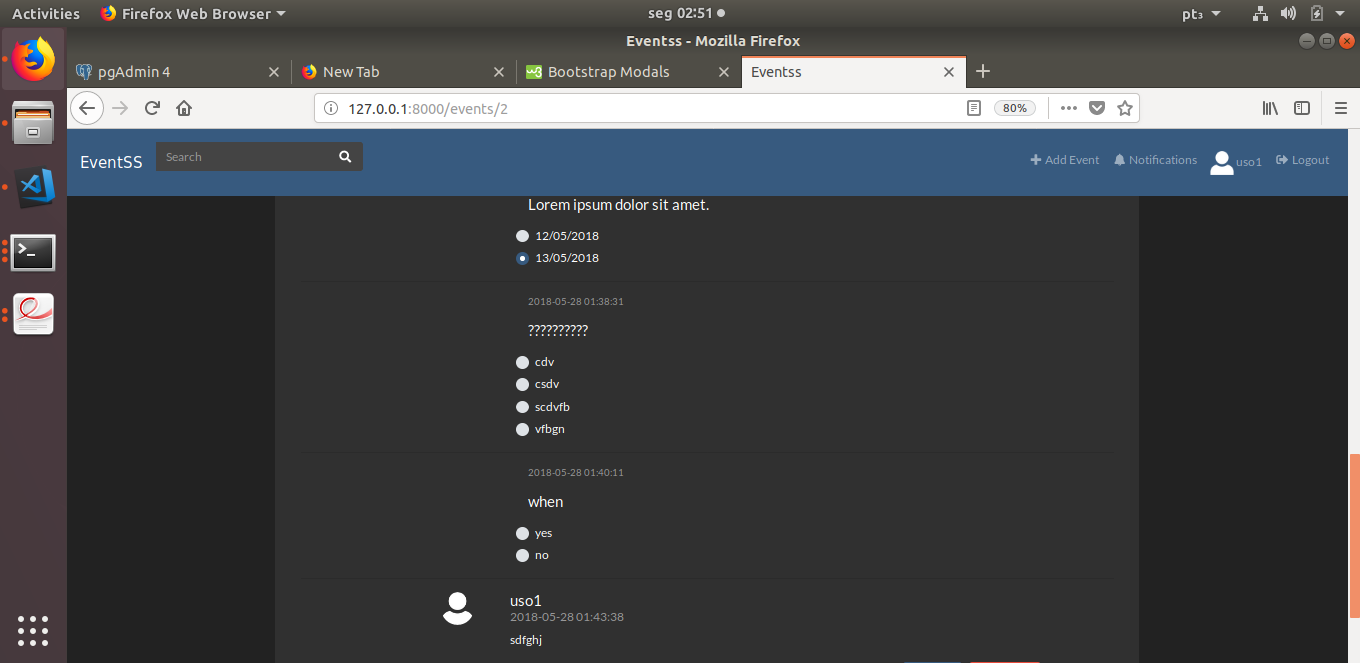 Activities Firefox Web Browser seg 02:51 pt₃
Eventss - Mozilla Firefox
pgAdmin 4 New Tab Bootstrap Modals Eventss
127.0.0.1:8000/events/2 80%
EventSS Search Add Event Notifications uso1 Logout
Lorem ipsum dolor sit amet.
12/05/2018
13/05/2018
2018-05-28 01:38:31
??????????
cdv
csdv
scdvfb
vfbgn
2018-05-28 01:40:11
when
yes
no
uso1
2018-05-28 01:43:38
sdfghj